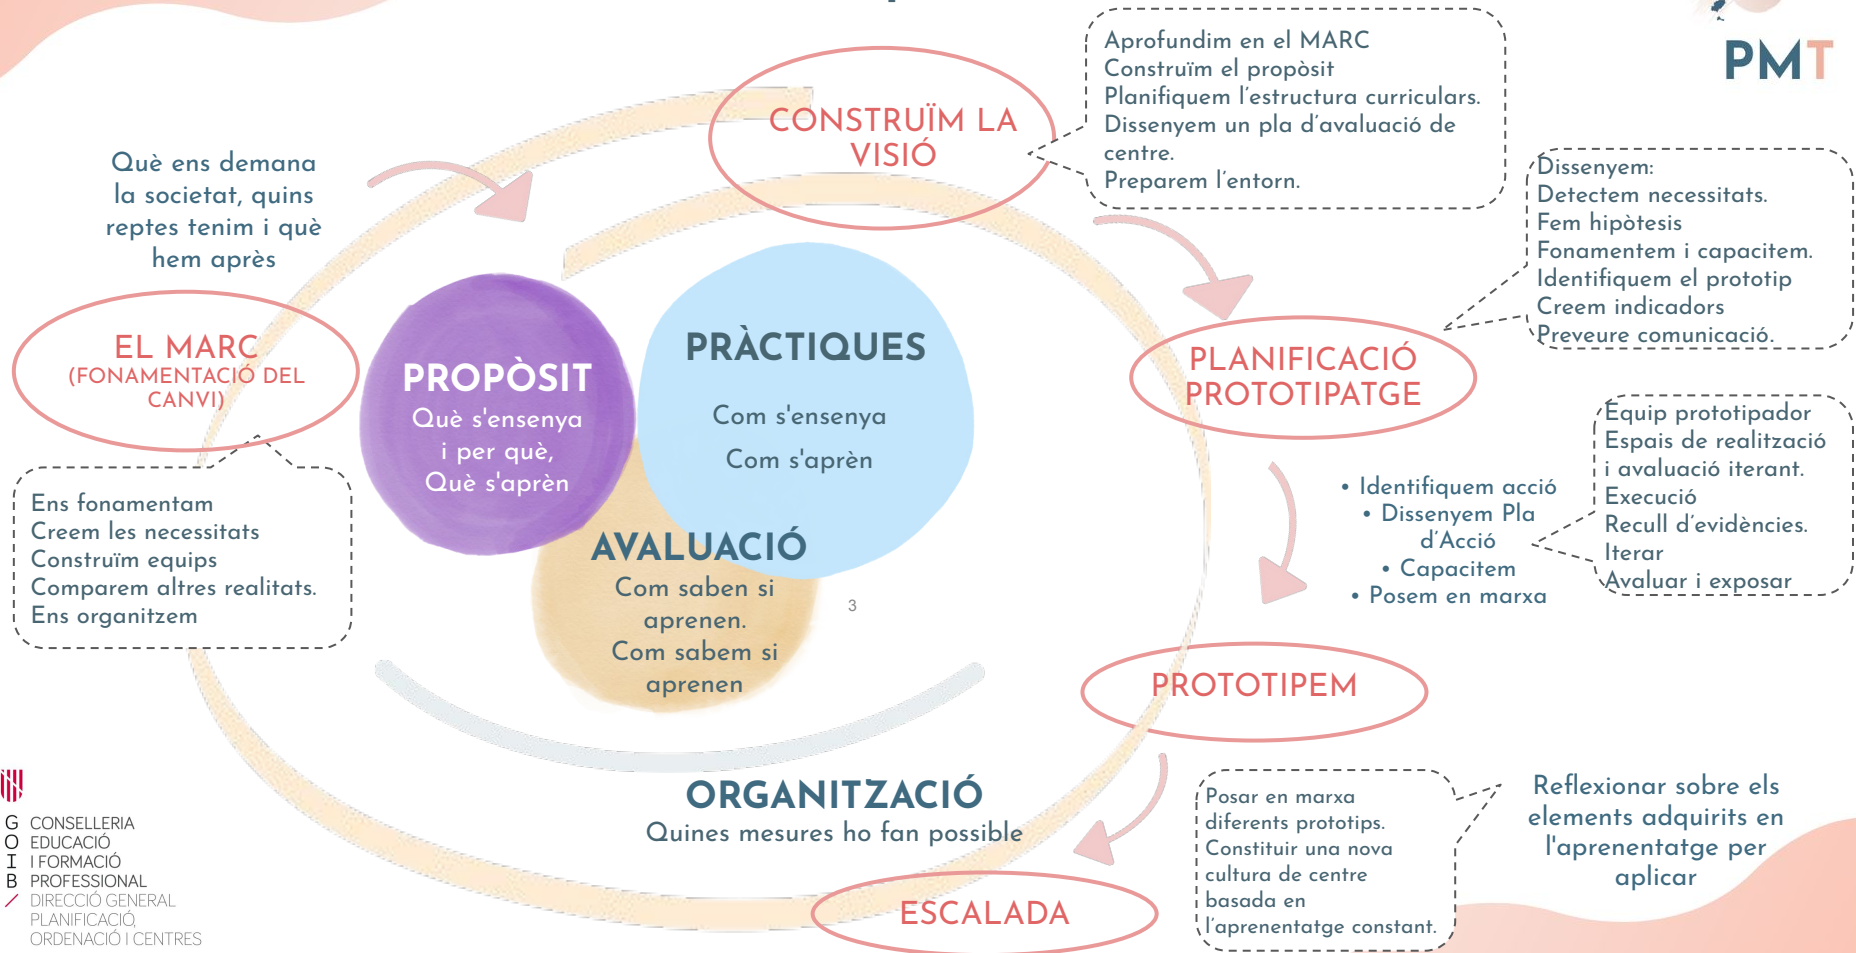 PMT
Aprofundim en el MARC
Construïm el propòsit
Planifiquem l’estructura curriculars.
Dissenyem un pla d’avaluació de
centre.
Preparem l’entorn.
CONSTRUÏM LA
VISIÓ
Què ens demana
la societat, quins
reptes tenim i què
hem après
Dissenyem:
Detectem necessitats.
Fem hipòtesis
Fonamentem i capacitem.
Identifiquem el prototip
Creem indicadors
Preveure comunicació.
EL MARC
(FONAMENTACIÓ DEL
CANVI)
PROPÒSIT
Què s'ensenya
i per què,
Què s'aprèn
PRÀCTIQUES
Com s'ensenya
Com s'aprèn
PLANIFICACIÓ
PROTOTIPATGE
Ens fonamentam
Creem les necessitats
Construïm equips
Comparem altres realitats.
Ens organitzem
AVALUACIÓ
Com saben si
aprenen.
Com sabem si
aprenen
3
• Identifiquem acció
• Dissenyem Pla
d’Acció
• Capacitem
• Posem en marxa
Equip prototipador
Espais de realització
i avaluació iterant.
Execució
Recull d’evidències.
Iterar
Avaluar i exposar
PROTOTIPEM
ORGANITZACIÓ
Quines mesures ho fan possible
Posar en marxa
diferents prototips.
Constituir una nova
cultura de centre
basada en
l’aprenentatge constant.
Reflexionar sobre els
elements adquirits en
l'aprenentatge per
aplicar
ESCALADA
G CONSELLERIA
O EDUCACIÓ
I I FORMACIÓ
B PROFESSIONAL
/ DIRECCIÓ GENERAL
PLANIFICACIÓ,
ORDENACIÓ I CENTRES